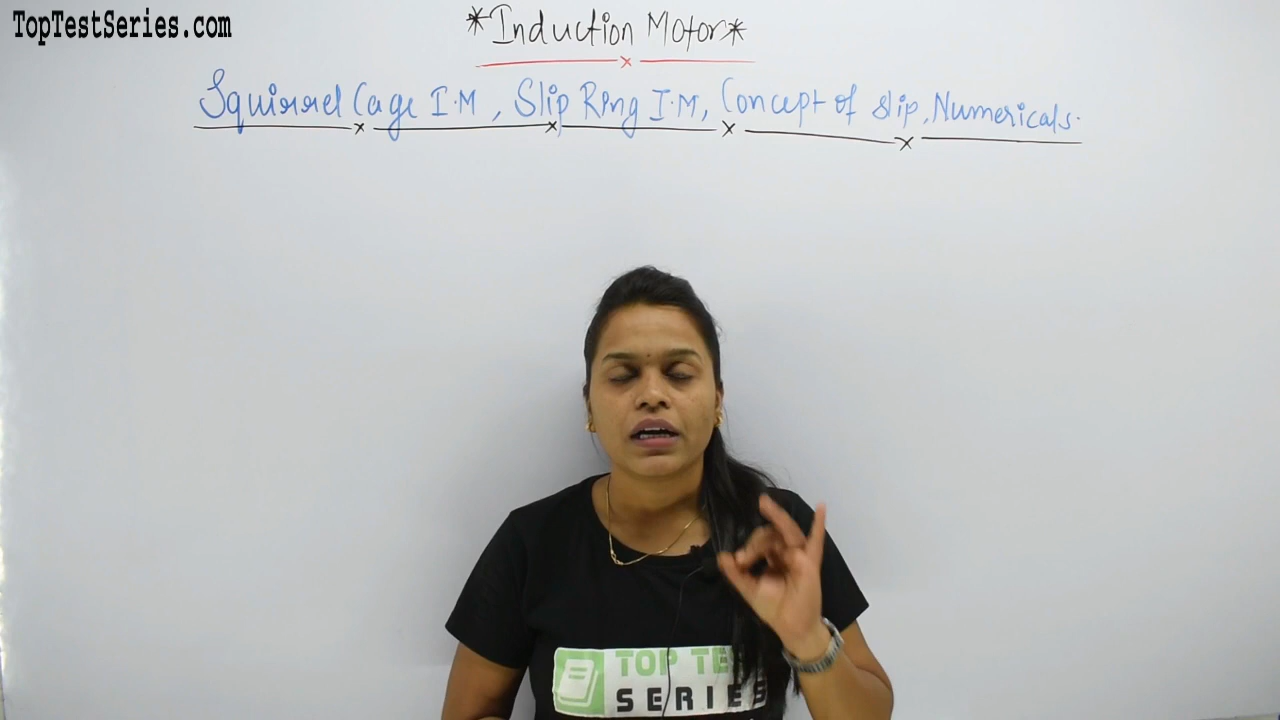 TopTestSeries.com
*Induction Motor*
Squirrel Cage I.M, Slip Ring I.M, Concept of slip, Numericals.
TOP TE
SERIES